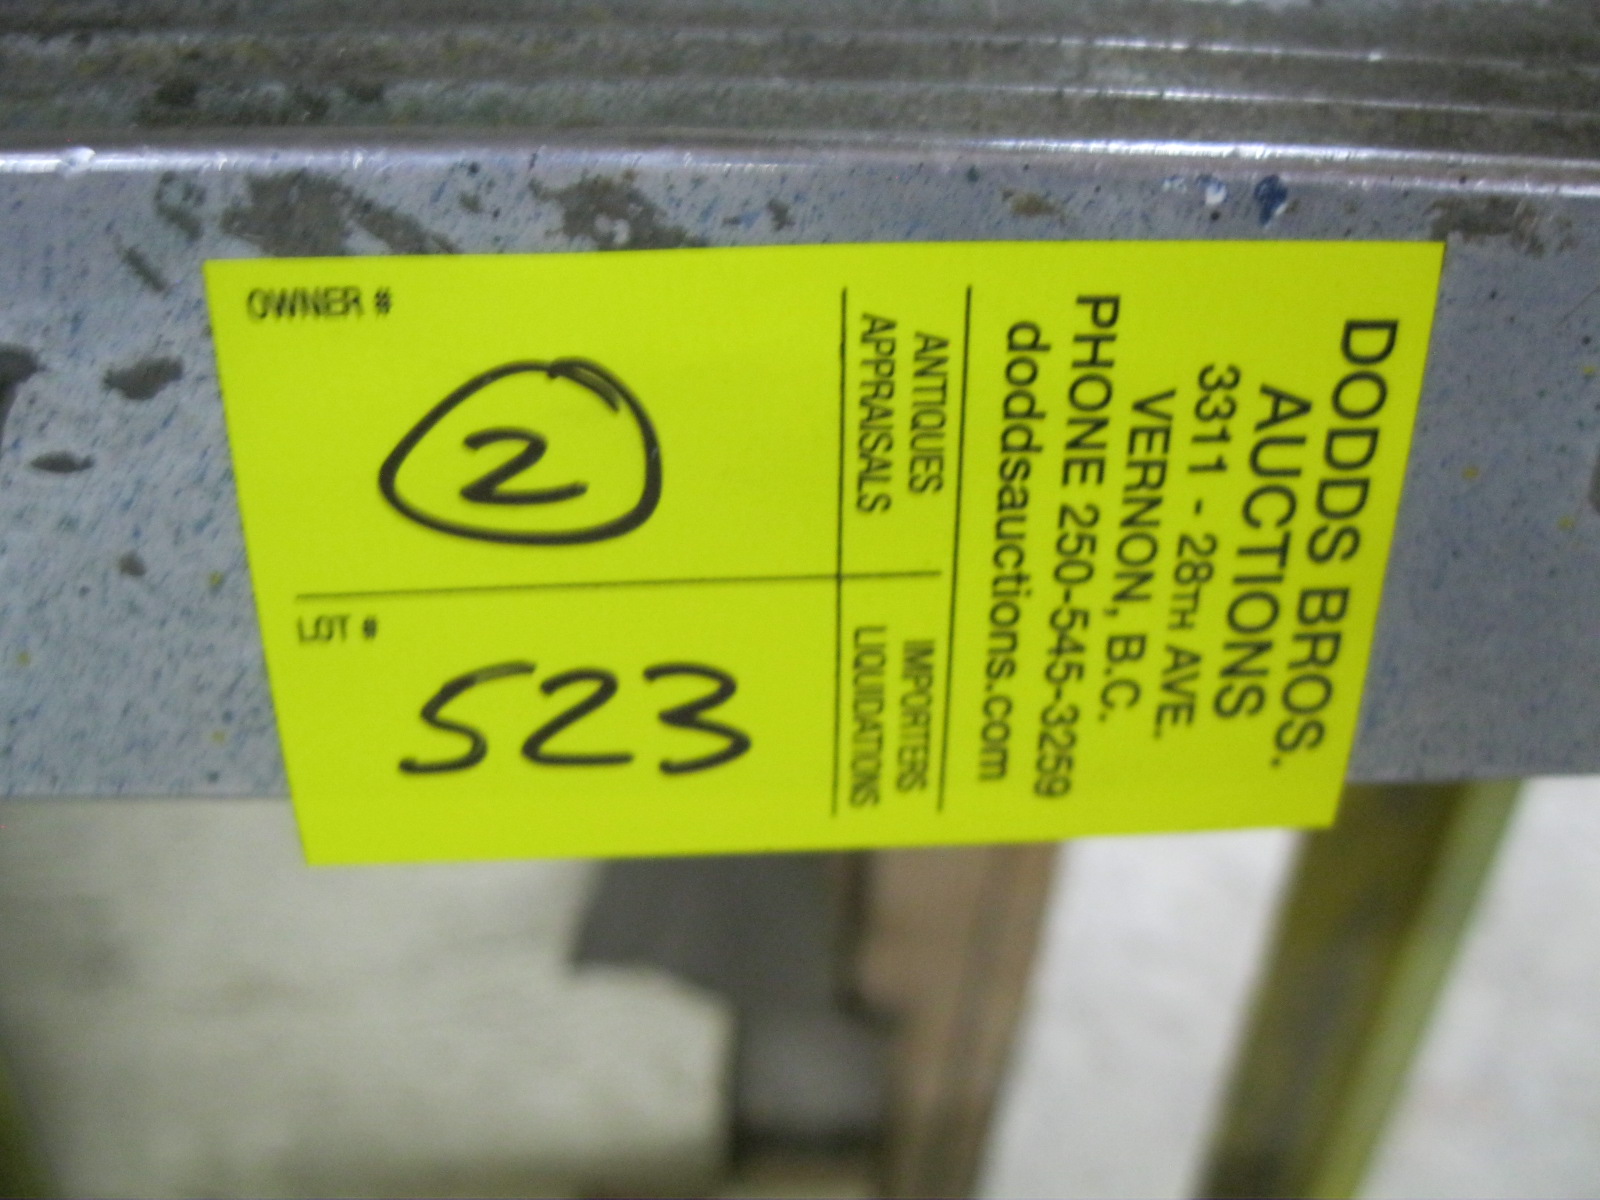 DODDS BROS.
AUCTIONS
3311 - 28TH AVE.
VERNON, B.C.
PHONE 250-545-3259
doddsauctions.com
ANTIQUES
APPRAISALS
IMPORTERS
LIQUIDATIONS
OWNER #
2
LOT #
523